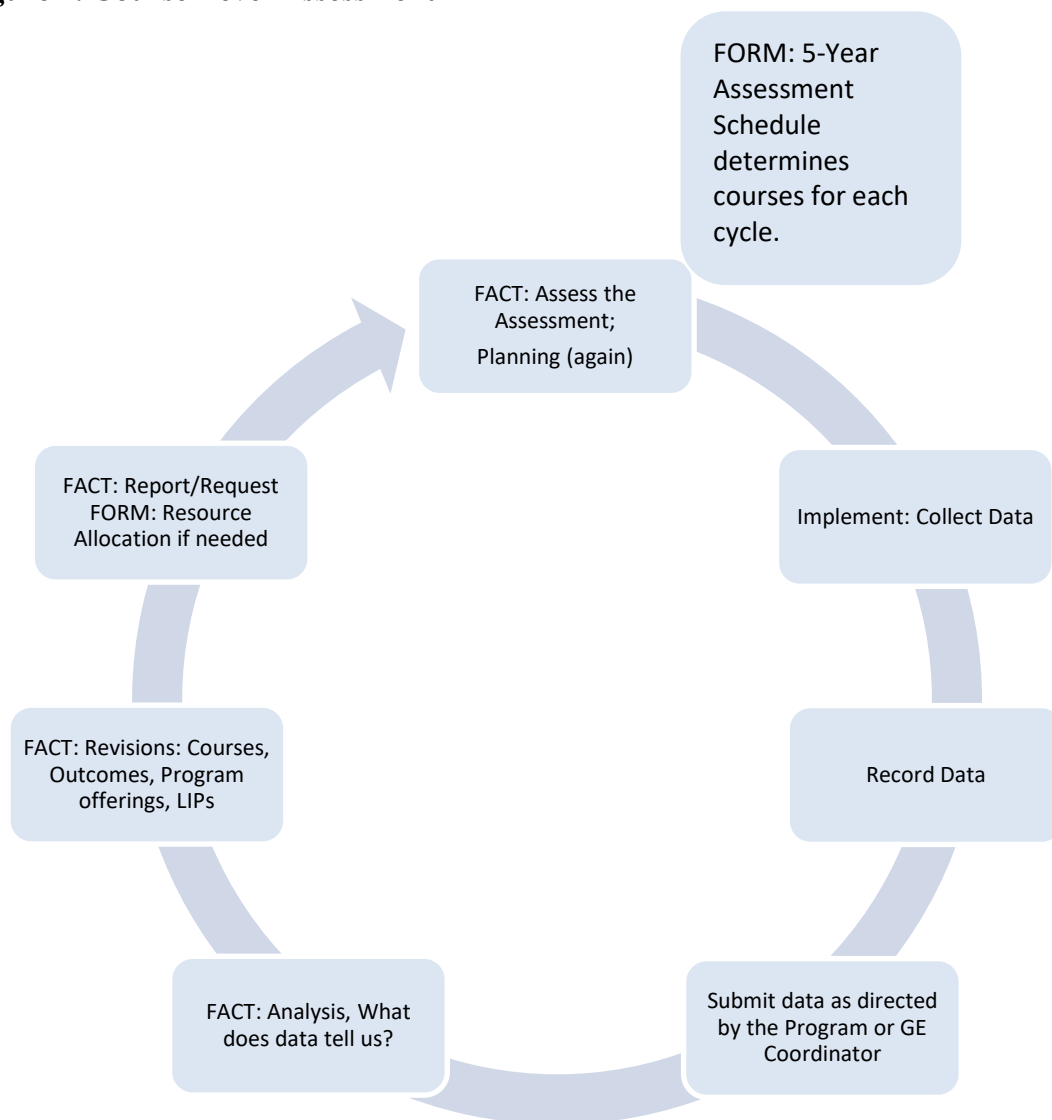 FORM: 5-Year
Assessment
Schedule
determines
courses for each
cycle.
FACT: Assess the
Assessment;
Planning (again)
Implement: Collect Data
Record Data
Submit data as directed
by the Program or GE
Coordinator
FACT: Analysis, What
does data tell us?
FACT: Revisions: Courses,
Outcomes, Program
offerings, LIPs
FACT: Report/Request
FORM: Resource
Allocation if needed